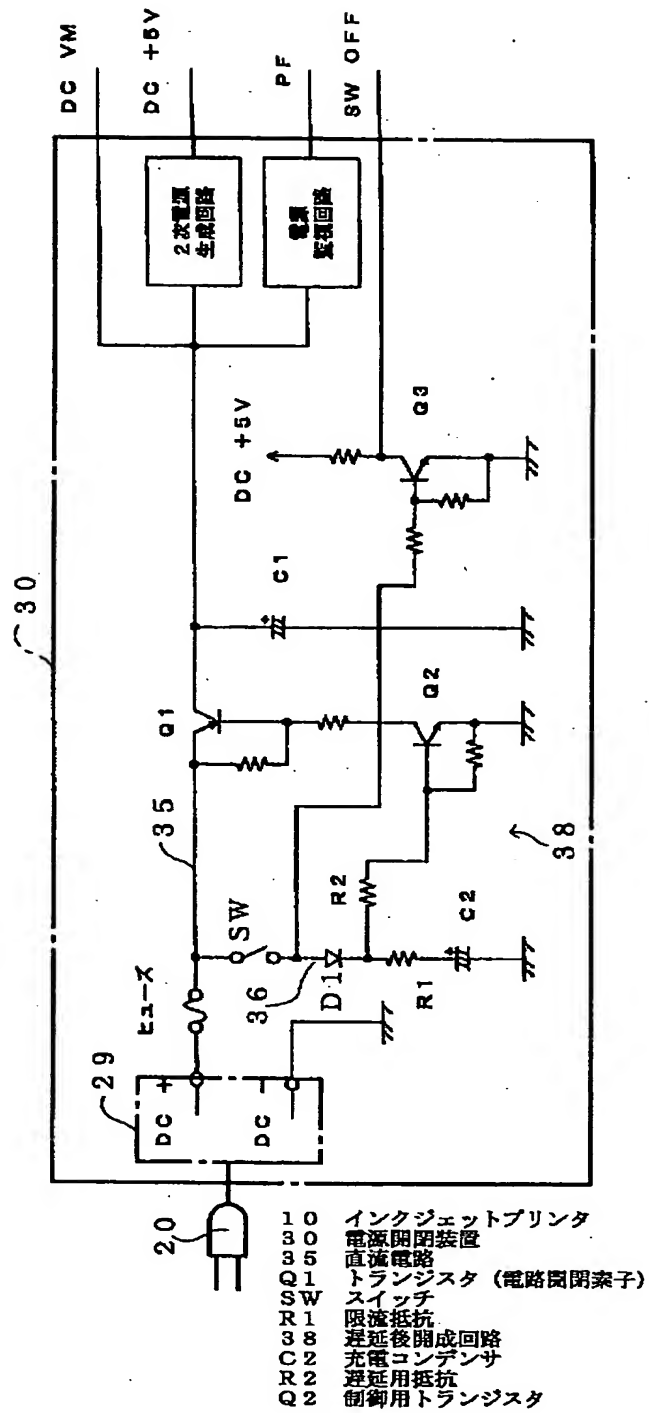 30
DC VM
DC +5V
PF
SW OFF
2次電源
生成回路
電源
監視回路
DC +5V
Q3
C1
Q1
Q2
35
38
ヒューズ
SW
36
D1
R2
R1
C2
29
DC +
DC −
20
10 インクジェットプリンタ
30 電源開閉装置
35 直流電路
Q1 トランジスタ (電路開閉素子)
SW スイッチ
R1 限流抵抗
38 遅延後開成回路
C2 充電コンデンサ
R2 遅延用抵抗
Q2 制御用トランジスタ